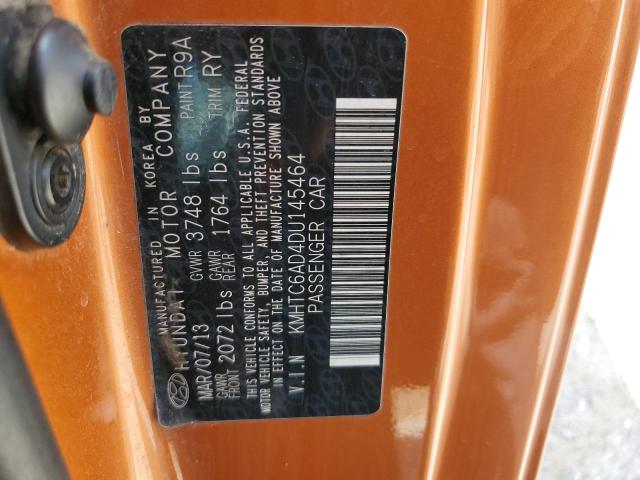 MANUFACTURED IN KOREA BY
HYUNDAI MOTOR COMPANY
MAR/07/13 GVWR 3748 lbs PAINT R9A
GAWR FRONT 2072 lbs GAWR REAR 1764 lbs TRIM RY
THIS VEHICLE CONFORMS TO ALL APPLICABLE U.S.A. FEDERAL
MOTOR VEHICLE SAFETY, BUMPER, AND THEFT PREVENTION STANDARDS
IN EFFECT ON THE DATE OF MANUFACTURE SHOWN ABOVE
V.I.N KMHTC6AD4DU145464
PASSENGER CAR